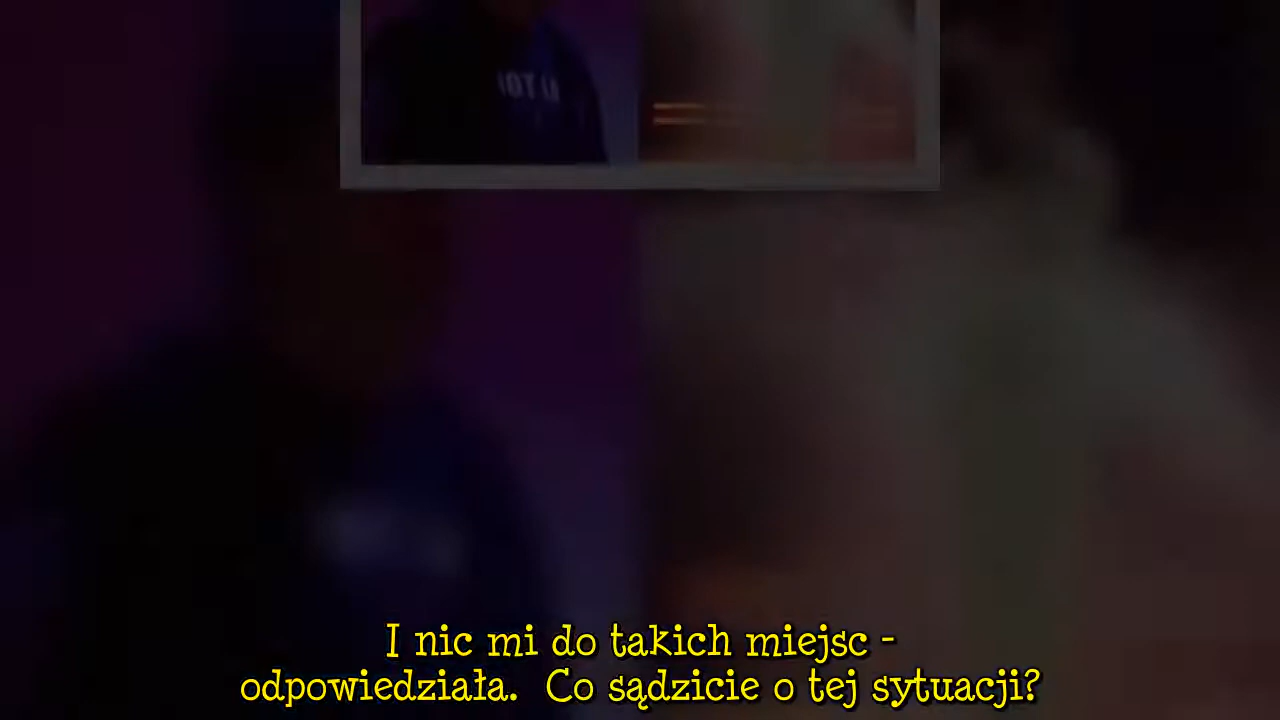 I nic mi do takich miejsc -
odpowiedziała. Co sądzicie o tej sytuacji?